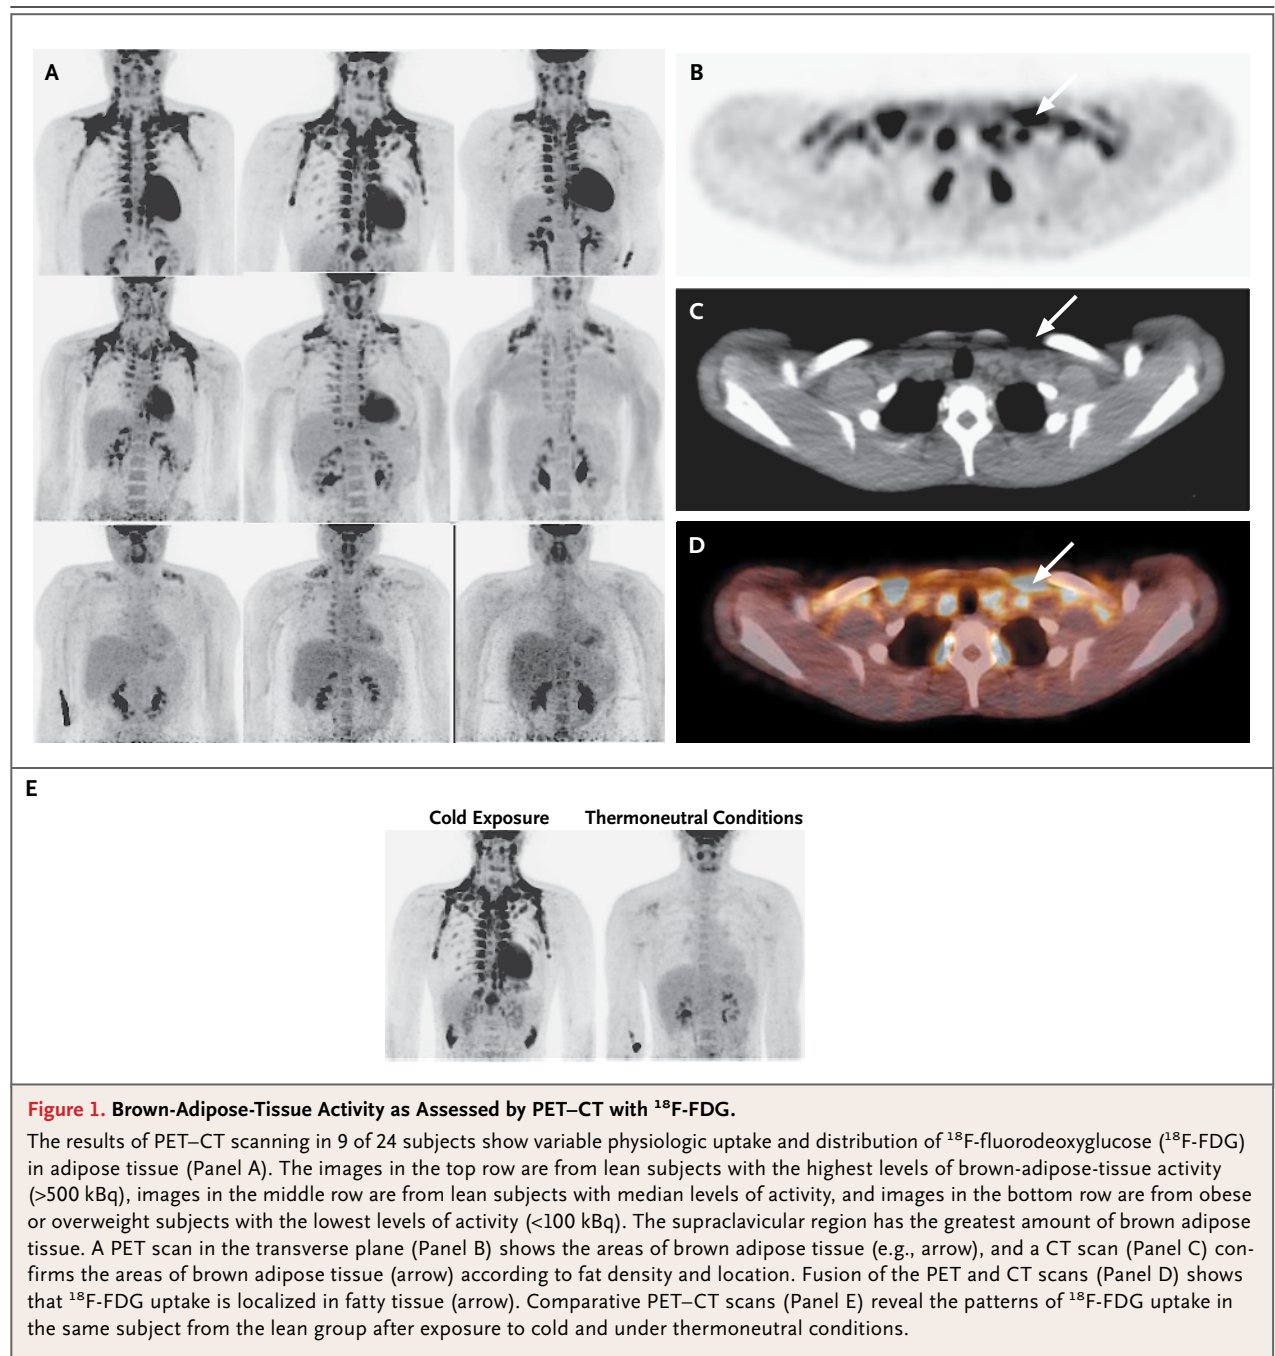 A
B
C
D
E
Cold Exposure
Thermoneutral Conditions
Figure 1. Brown-Adipose-Tissue Activity as Assessed by PET–CT with ¹⁸F-FDG.
The results of PET–CT scanning in 9 of 24 subjects show variable physiologic uptake and distribution of ¹⁸F-fluorodeoxyglucose (¹⁸F-FDG)
in adipose tissue (Panel A). The images in the top row are from lean subjects with the highest levels of brown-adipose-tissue activity
(>500 kBq), images in the middle row are from lean subjects with median levels of activity, and images in the bottom row are from obese
or overweight subjects with the lowest levels of activity (<100 kBq). The supraclavicular region has the greatest amount of brown adipose
tissue. A PET scan in the transverse plane (Panel B) shows the areas of brown adipose tissue (e.g., arrow), and a CT scan (Panel C) con-
firms the areas of brown adipose tissue (arrow) according to fat density and location. Fusion of the PET and CT scans (Panel D) shows
that ¹⁸F-FDG uptake is localized in fatty tissue (arrow). Comparative PET–CT scans (Panel E) reveal the patterns of ¹⁸F-FDG uptake in
the same subject from the lean group after exposure to cold and under thermoneutral conditions.